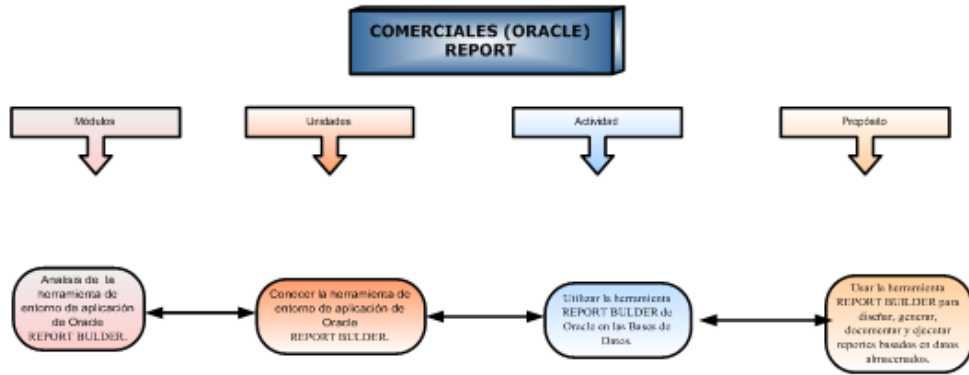 COMERCIALES (ORACLE)
REPORT
Módulos
Unidades
Actividad
Propósito
Analisis de la
herramienta de
entorno de aplicación
de Oracle
REPORT BULDER.
Conocer la herramienta de
entorno de aplicación de
Oracle
REPORT BUILDER.
Utilizar la herramienta
REPORT BUILDER de
Oracle en las Bases de
Datos.
Usar la herramienta
REPORT BUILDER para
diseñar, generar,
documentar y ejecutar
reportes basados en datos
almacenados.